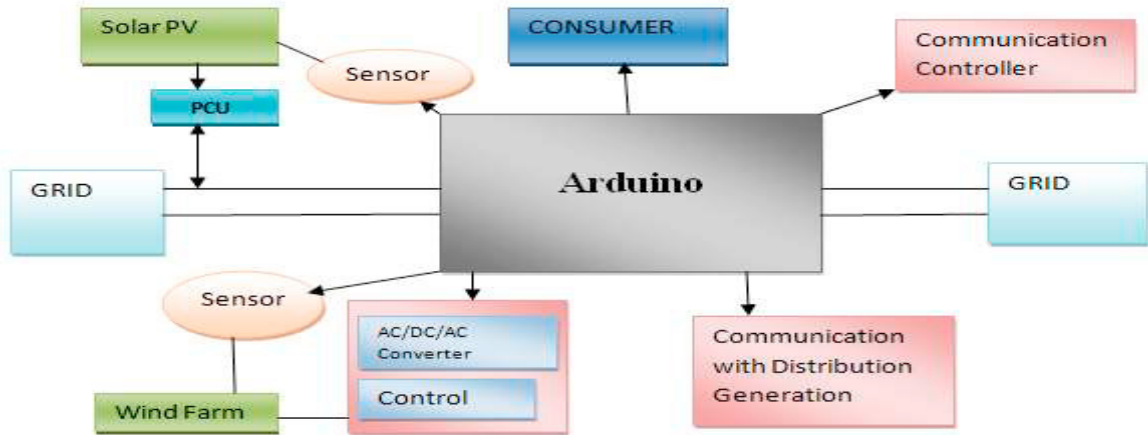 Solar PV
CONSUMER
Communication
Controller
Sensor
PCU
GRID
Arduino
GRID
Sensor
AC/DC/AC
Converter
Control
Communication
with Distribution
Generation
Wind Farm